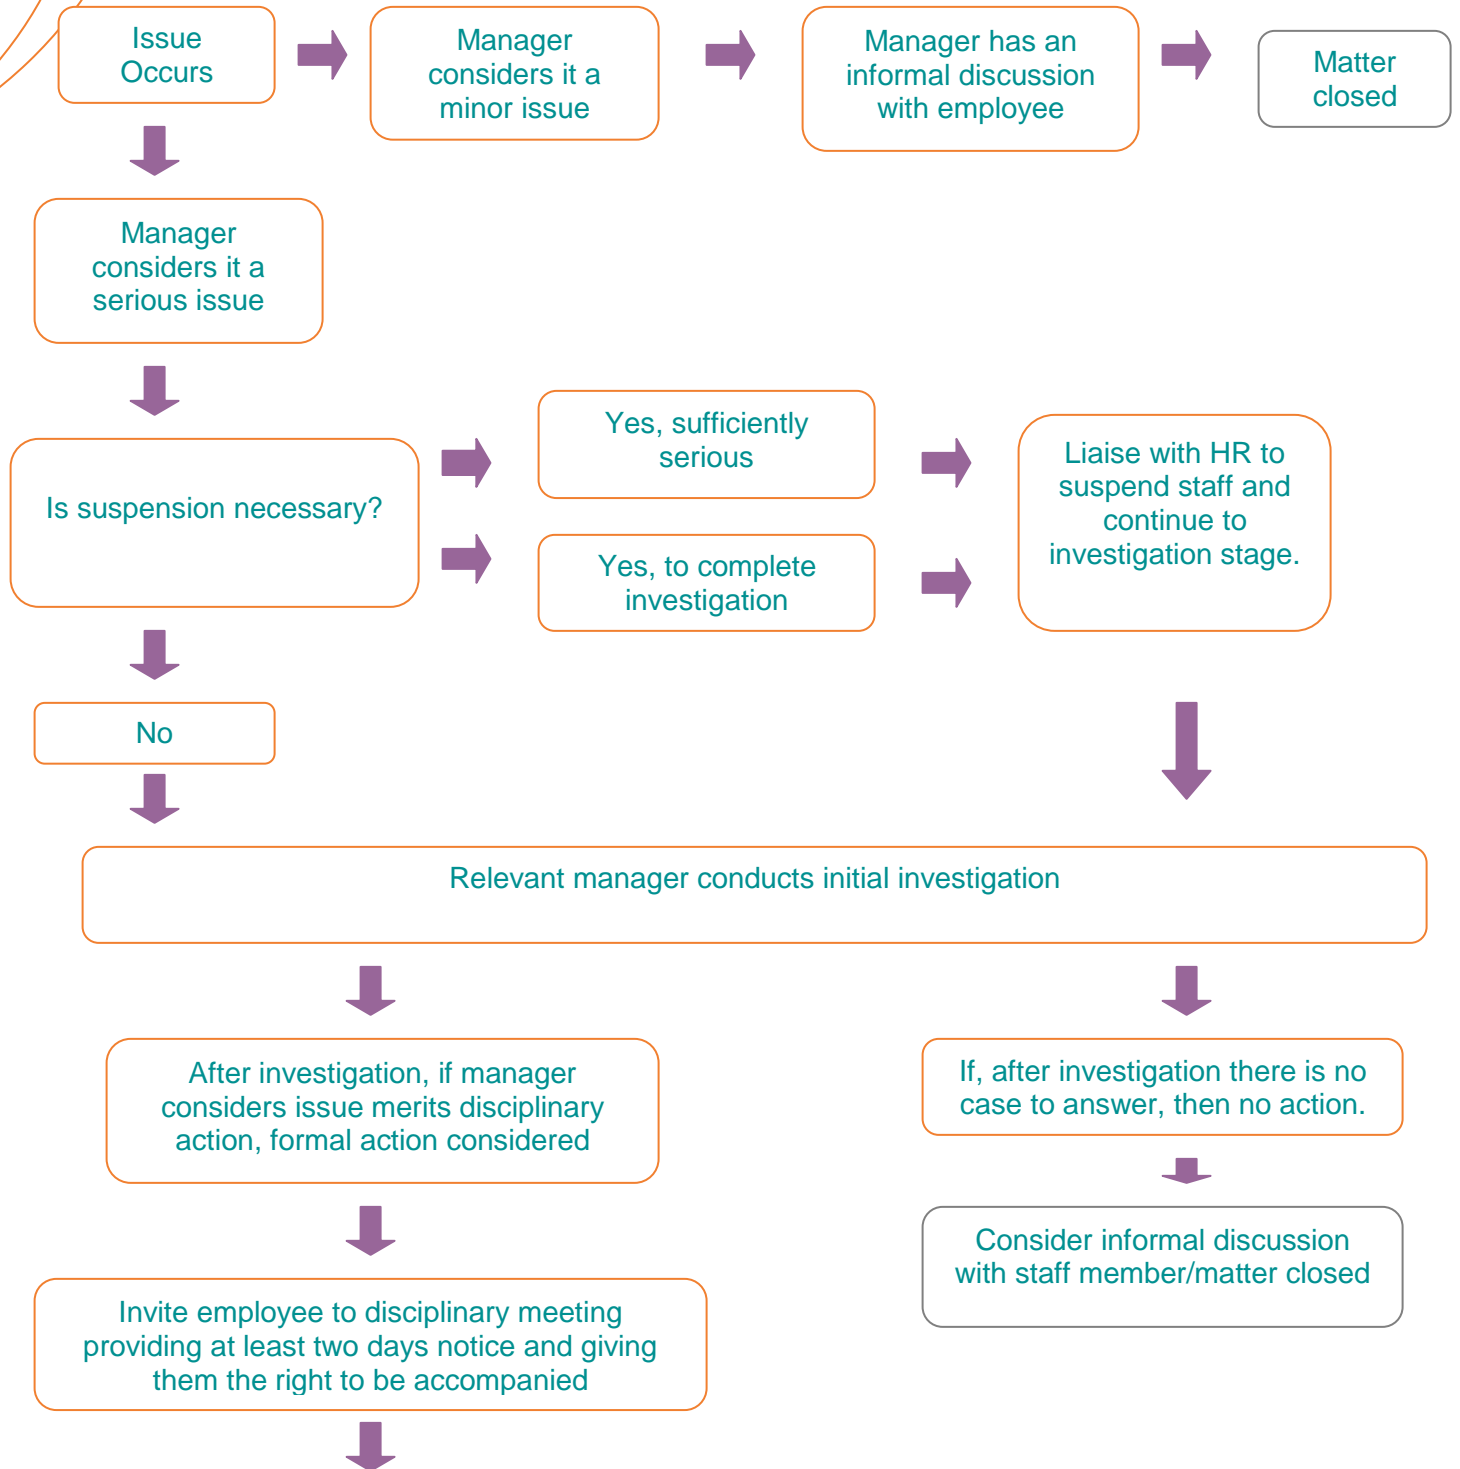 Issue
Occurs
Manager
considers it a
minor issue
Manager has an
informal discussion
with employee
Matter
closed
Manager
considers it a
serious issue
Is suspension necessary?
Yes, sufficiently
serious
Yes, to complete
investigation
Liaise with HR to
suspend staff and
continue to
investigation stage.
No
Relevant manager conducts initial investigation
After investigation, if manager
considers issue merits disciplinary
action, formal action considered
If, after investigation there is no
case to answer, then no action.
Consider informal discussion
with staff member/matter closed
Invite employee to disciplinary meeting
providing at least two days notice and giving
them the right to be accompanied